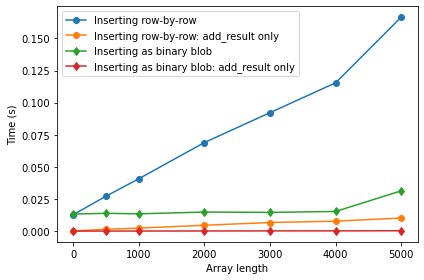 Inserting row-by-row
Inserting row-by-row: add_result only
Inserting as binary blob
Inserting as binary blob: add_result only
Time (s)
0.150
0.125
0.100
0.075
0.050
0.025
0.000
0 1000 2000 3000 4000 5000
Array length